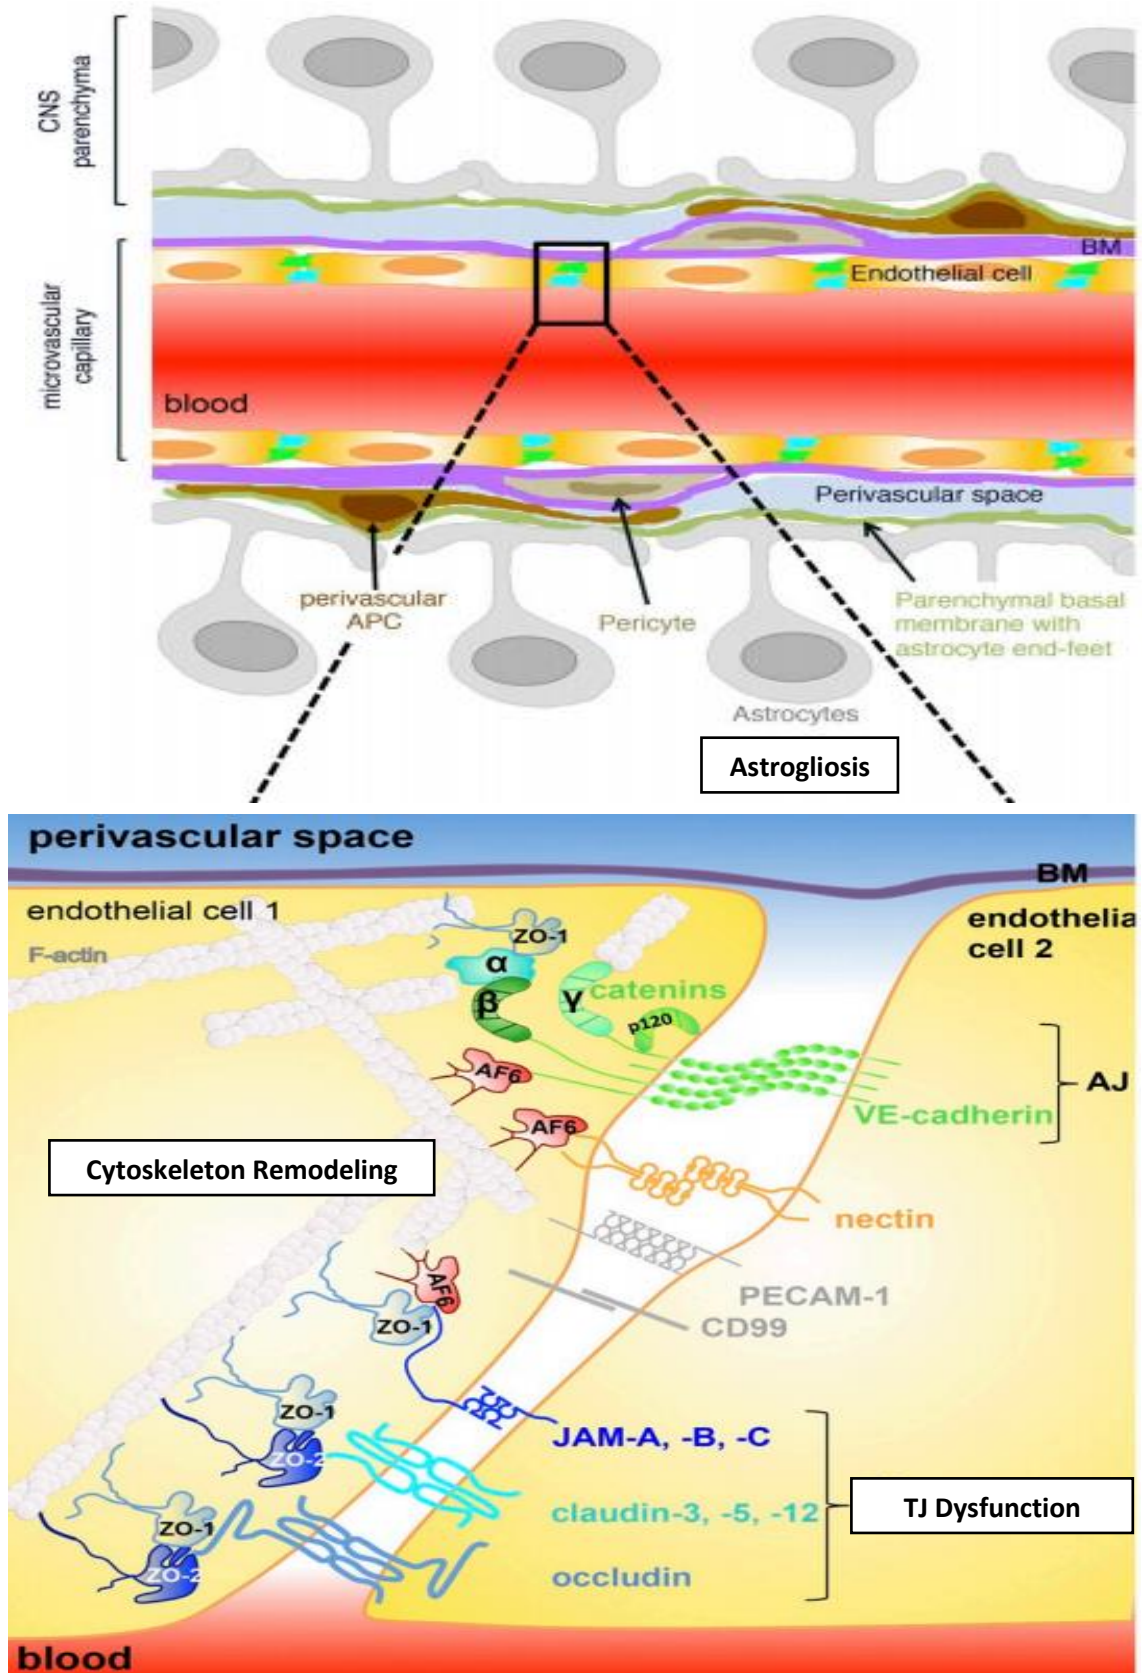 CNS
parenchyma
BM
Endothelial cell
microvascular
capillary
blood
Perivascular space
perivascular
APC
Pericyte
Parenchymal basal
membrane with
astrocyte end-feet
Astrocytes
Astrogliosis
perivascular space
BM
endothelial cell 1
endothelia
cell 2
F-actin
ZO-1
α
β
γ
catenins
p120
AF6
AJ
VE-cadherin
AF6
Cytoskeleton Remodeling
nectin
AF6
PECAM-1
ZO-1
CD99
ZO-1
JAM-A, -B, -C
ZO-2
claudin-3, -5, -12
TJ Dysfunction
ZO-1
ZO-2
occludin
blood